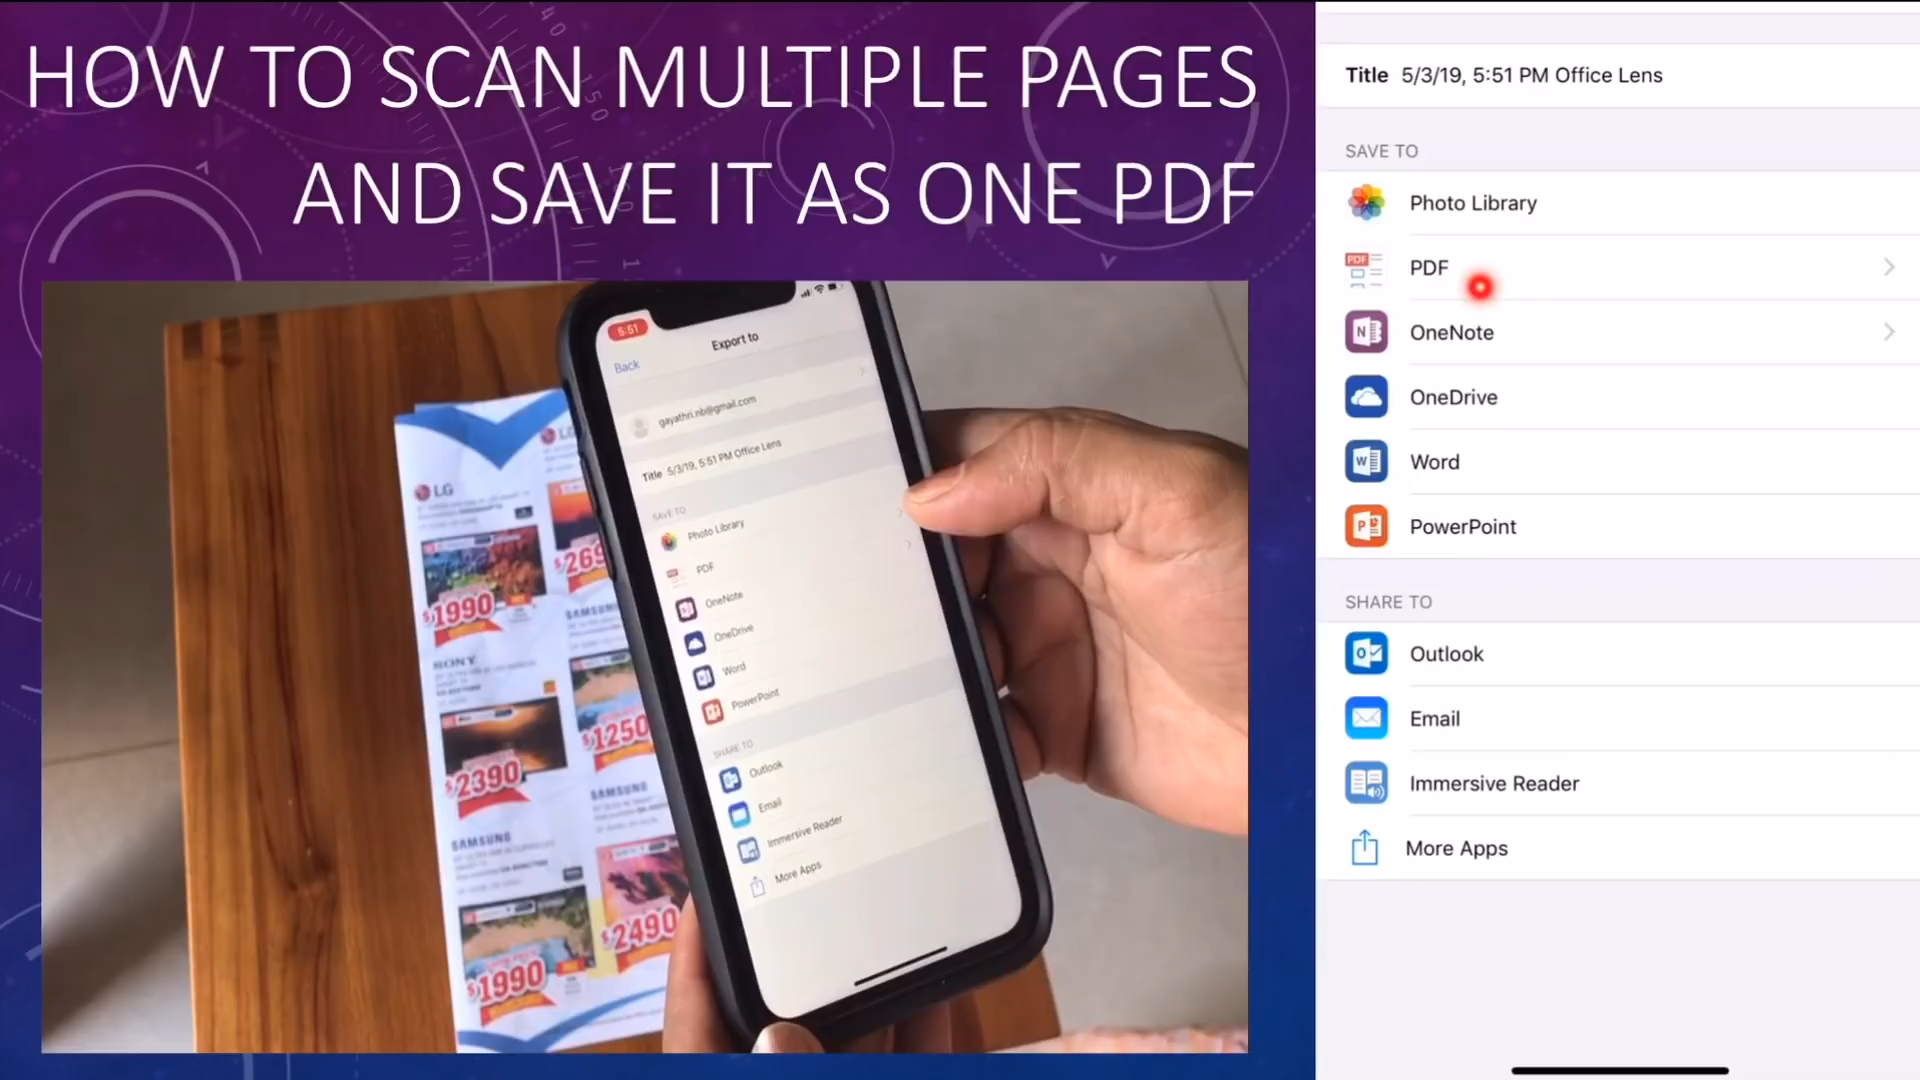 HOW TO SCAN MULTIPLE PAGES
AND SAVE IT AS ONE PDF
5:51
Back
Export to
gayathri.nb@gmail.com
Title 5/3/19, 5:51 PM Office Lens
SAVE TO
Photo Library
PDF
OneNote
OneDrive
Word
PowerPoint
SHARE TO
Outlook
Email
Immersive Reader
More Apps
LG
$1990
$269
SONY
SAMSUNG
$2390
$1250
SAMSUNG
SAMSUNG
$1990
$2490
Title 5/3/19, 5:51 PM Office Lens
SAVE TO
Photo Library
PDF
OneNote
OneDrive
Word
PowerPoint
SHARE TO
Outlook
Email
Immersive Reader
More Apps